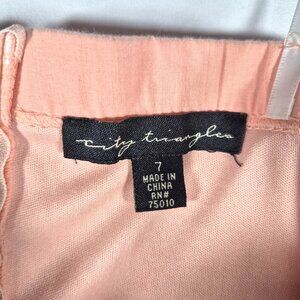 city triangles
7
MADE IN
CHINA
RN#
75010